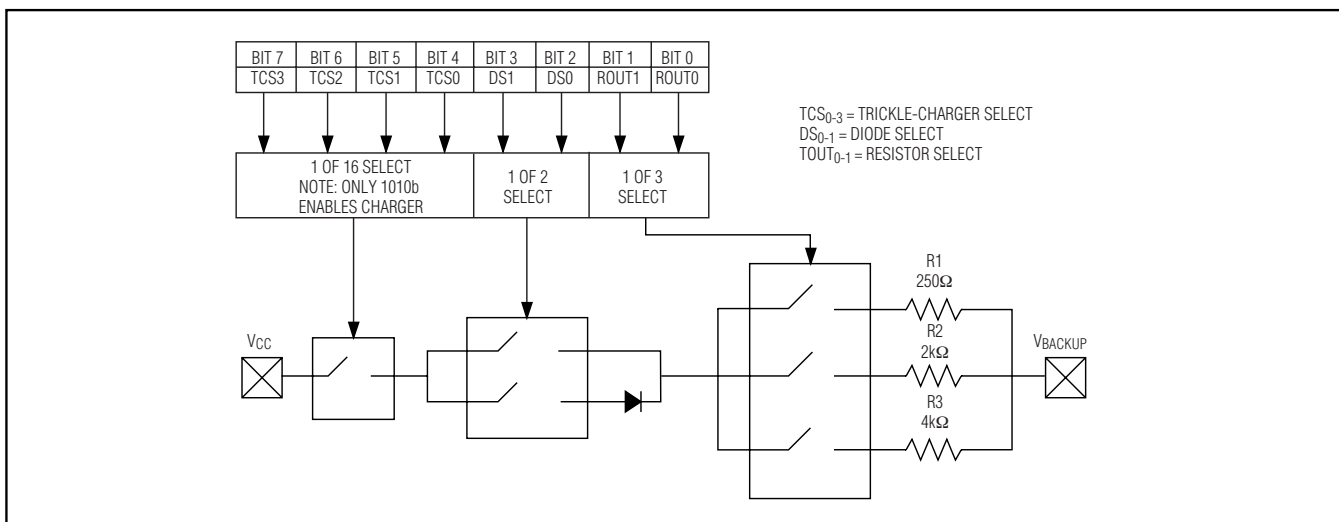 BIT 7 BIT 6 BIT 5 BIT 4 BIT 3 BIT 2 BIT 1 BIT 0
TCS3 TCS2 TCS1 TCS0 DS1 DS0 ROUT1 ROUT0
TCS0-3 = TRICKLE-CHARGER SELECT
DS0-1 = DIODE SELECT
TOUT0-1 = RESISTOR SELECT
1 OF 16 SELECT
NOTE: ONLY 1010b
ENABLES CHARGER
1 OF 2
SELECT
1 OF 3
SELECT
R1
250Ω
VCC
R2
2kΩ
VBACKUP
R3
4kΩ